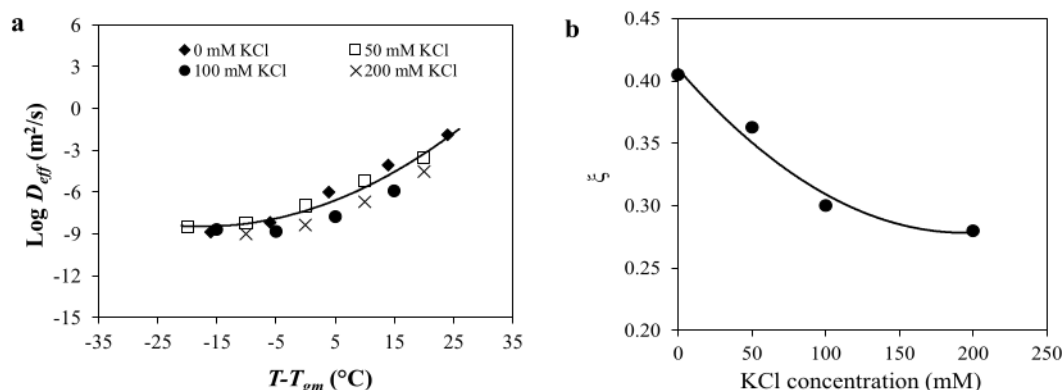 a
6
3
0
-3
-6
-9
-12
-15
Log D_eff (m²/s)
◆ 0 mM KCl □ 50 mM KCl
● 100 mM KCl × 200 mM KCl
-35 -25 -15 -5 5 15 25 35
T-T_gm (°C)
b
0.40
0.35
0.30
0.25
0.20
ξ
0 50 100 150 200 250
KCl concentration (mM)